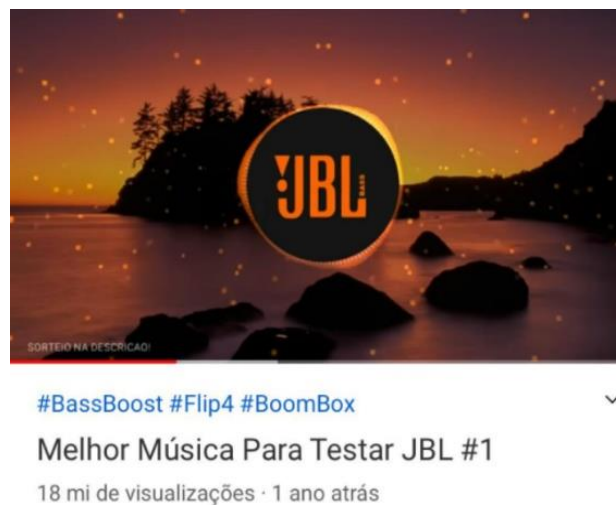 JBL
BASS
SORTEIO NA DESCRICAO!
#BassBoost #Flip4 #BoomBox
Melhor Música Para Testar JBL #1
18 mi de visualizações · 1 ano atrás